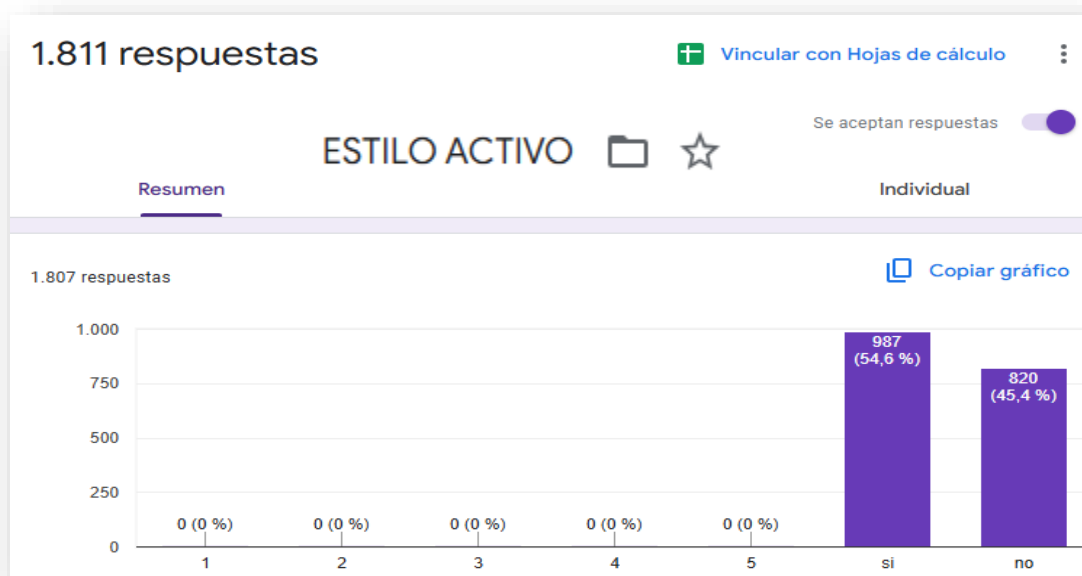 1.811 respuestas
Vincular con Hojas de cálculo
Se aceptan respuestas
ESTILO ACTIVO
Resumen
Individual
1.807 respuestas
Copiar gráfico
1.000
750
500
250
0
0 (0 %)
0 (0 %)
0 (0 %)
0 (0 %)
0 (0 %)
987
(54,6 %)
820
(45,4 %)
1
2
3
4
5
si
no